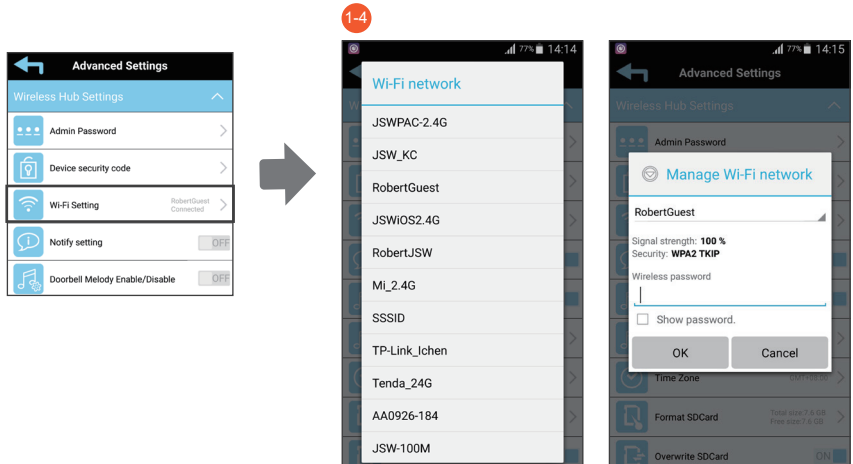 1-4
Advanced Settings
Wireless Hub Settings
Admin Password
Device security code
Wi-Fi Setting
RobertGuest
Connected
Notify setting
OFF
Doorbell Melody Enable/Disable
OFF
77% 14:14
Wi-Fi network
JSWPAC-2.4G
JSW_KC
RobertGuest
JSWiOS2.4G
RobertJSW
Mi_2.4G
SSSID
TP-Link_Ichen
Tenda_24G
AA0926-184
JSW-100M
77% 14:15
Advanced Settings
Wireless Hub Settings
Admin Password
Manage Wi-Fi network
RobertGuest
Signal strength: 100 %
Security: WPA2 TKIP
Wireless password
Show password.
OK Cancel
Time Zone
GMT+08:00
Format SDCard
Total size:7.6 GB
Free size:7.6 GB
Overwrite SDCard
ON